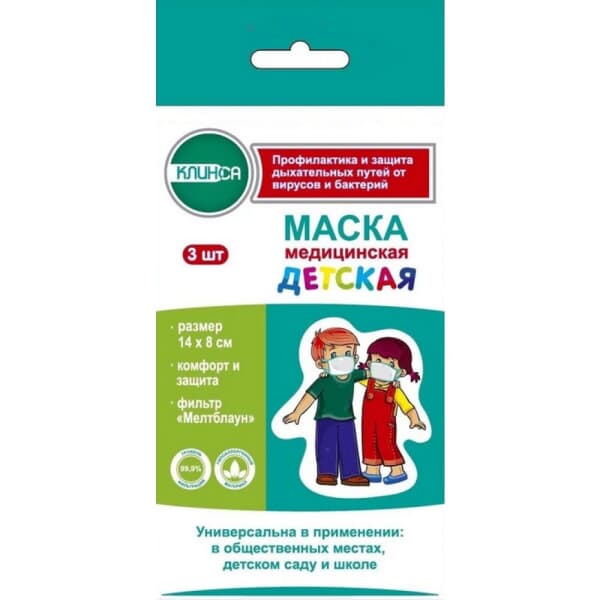 КЛИНСА
Профилактика и защита
дыхательных путей от
вирусов и бактерий
3 шт
МАСКА
медицинская
ДЕТСКАЯ
· размер
14 x 8 см
· комфорт и
защита
· фильтр
«Мелтблаун»
99,9%
Универсальна в применении:
в общественных местах,
детском саду и школе